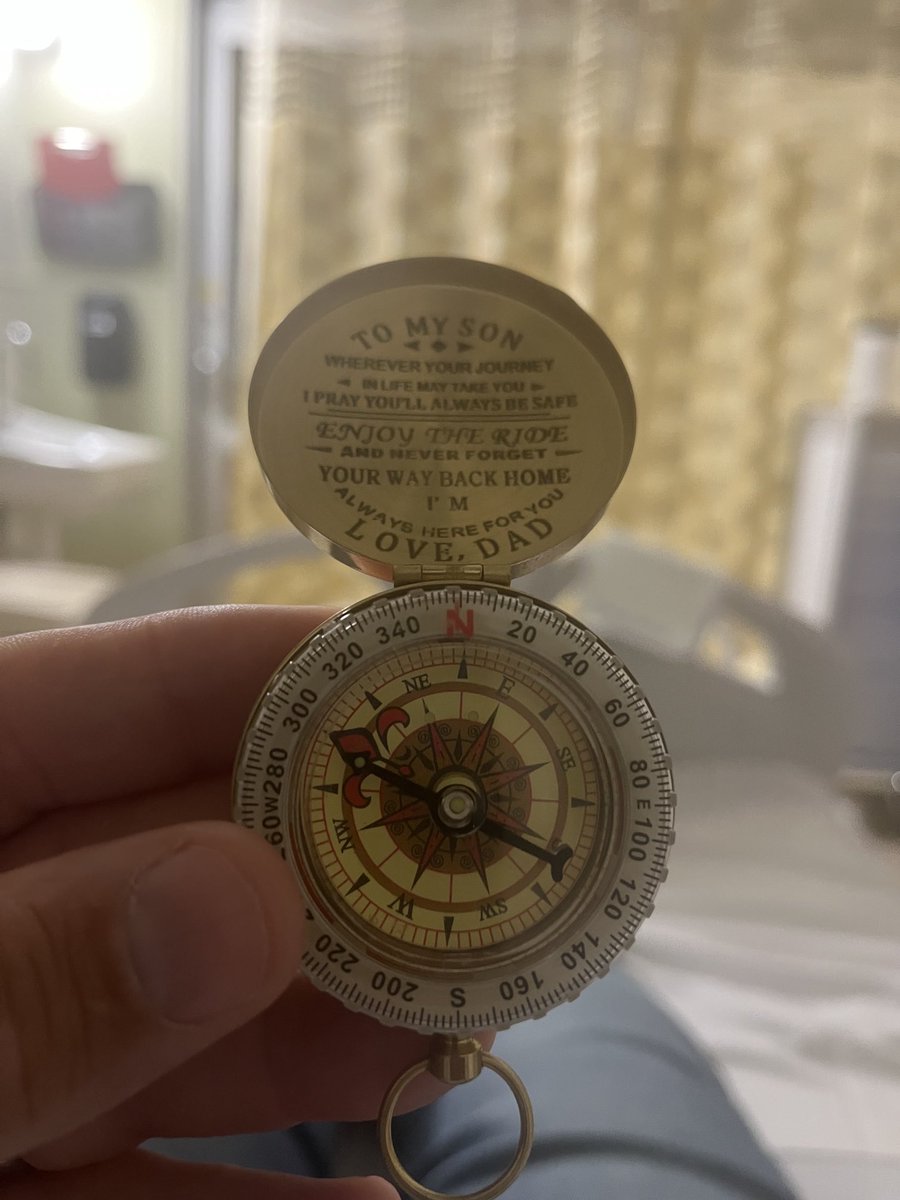 TO MY SON
WHEREVER YOUR JOURNEY
IN LIFE MAY TAKE YOU
I PRAY YOU'LL ALWAYS BE SAFE
ENJOY THE RIDE
AND NEVER FORGET
YOUR WAY BACK HOME
I'M
ALWAYS HERE FOR YOU
LOVE, DAD
N 20 40 60 80 E 100 120 140 160 S 200 220 W 280 300 320 340
NE E SE S SW W NW